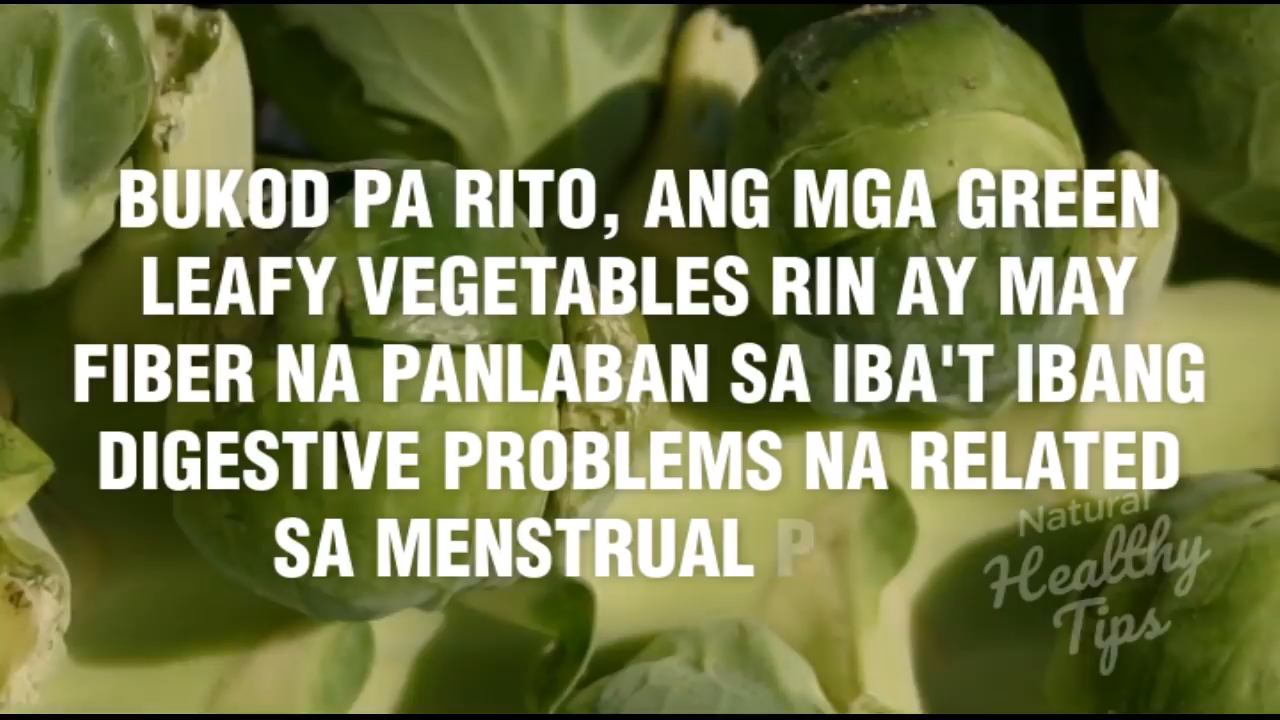 BUKOD PA RITO, ANG MGA GREEN
LEAFY VEGETABLES RIN AY MAY
FIBER NA PANLABAN SA IBA'T IBANG
DIGESTIVE PROBLEMS NA RELATED
SA MENSTRUAL P
Natural
Healthy
Tips